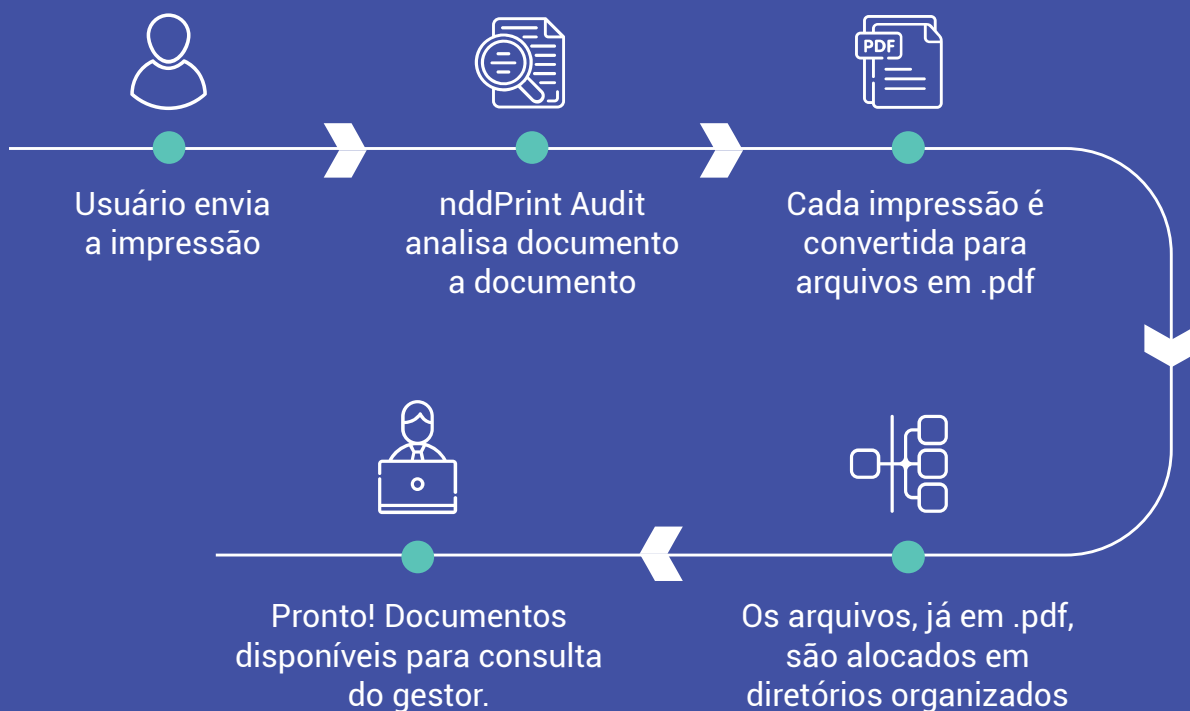 Usuário envia
a impressão
nddPrint Audit
analisa documento
a documento
PDF
Cada impressão é
convertida para
arquivos em .pdf
Os arquivos, já em .pdf,
são alocados em
diretórios organizados
Pronto! Documentos
disponíveis para consulta
do gestor.